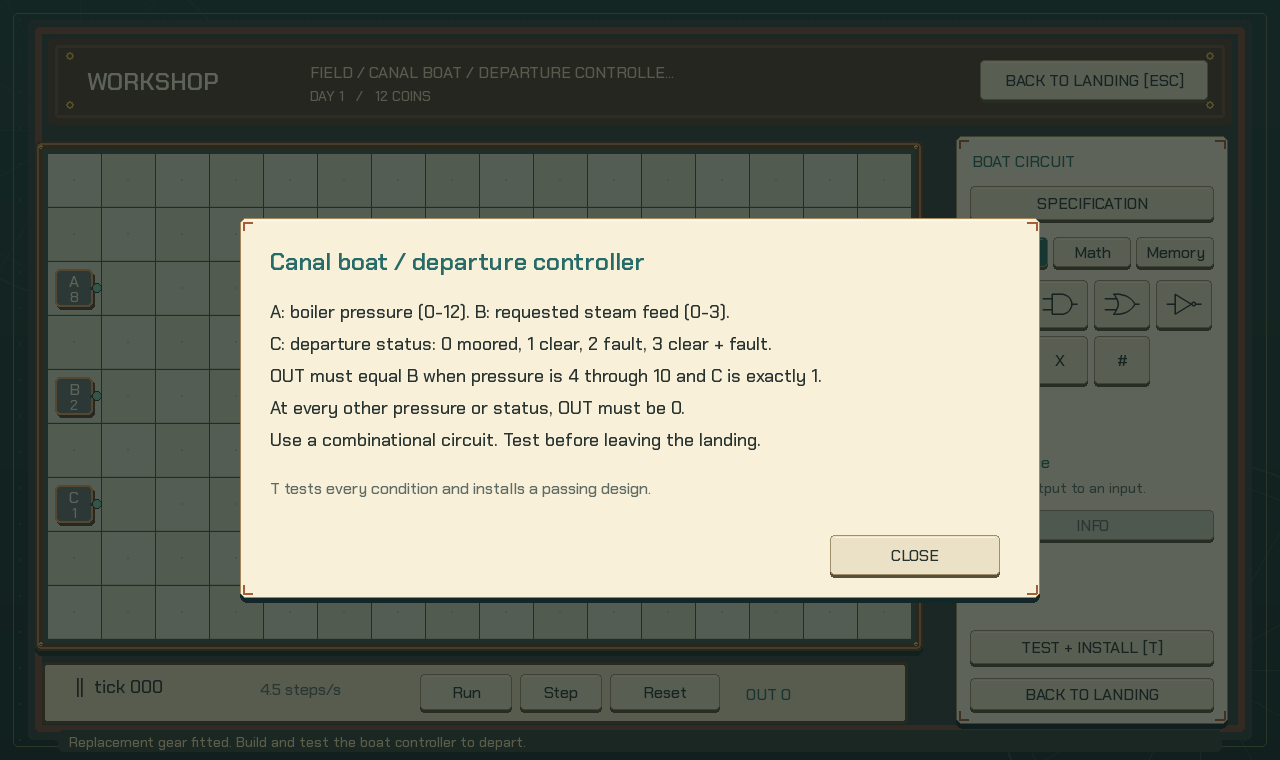 WORKSHOP
FIELD / CANAL BOAT / DEPARTURE CONTROLLE...
DAY 1 / 12 COINS
BACK TO LANDING [ESC]
BOAT CIRCUIT
SPECIFICATION
Math
Memory
X
#
A
8
B
2
C
1
Canal boat / departure controller
A: boiler pressure (0-12). B: requested steam feed (0-3).
C: departure status: 0 moored, 1 clear, 2 fault, 3 clear + fault.
OUT must equal B when pressure is 4 through 10 and C is exactly 1.
At every other pressure or status, OUT must be 0.
Use a combinational circuit. Test before leaving the landing.
T tests every condition and installs a passing design.
CLOSE
to an input.
INFO
TEST + INSTALL [T]
BACK TO LANDING
tick 000
4.5 steps/s
Run
Step
Reset
OUT 0
Replacement gear fitted. Build and test the boat controller to depart.